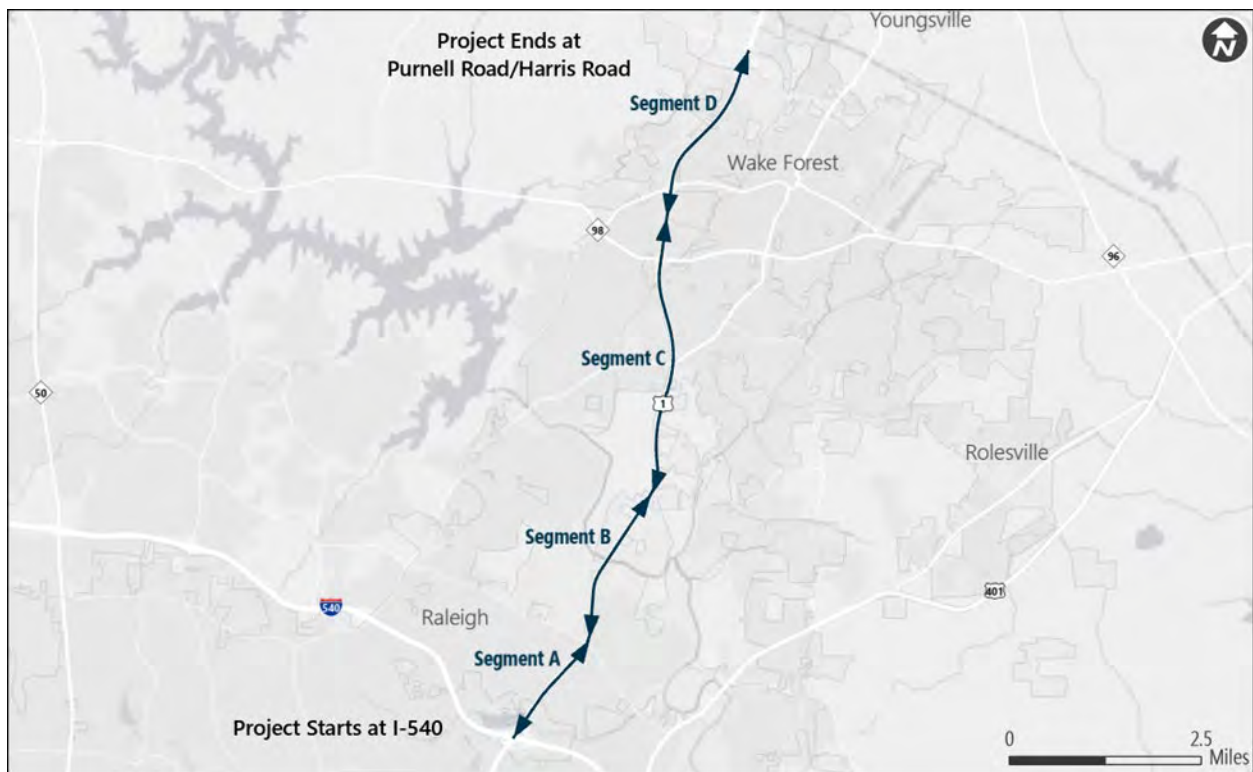 Youngsville
N
Project Ends at
Purnell Road/Harris Road
Segment D
Wake Forest
98
96
Segment C
50
1
Rolesville
Segment B
401
540
Raleigh
Segment A
Project Starts at I-540
0 2.5
Miles